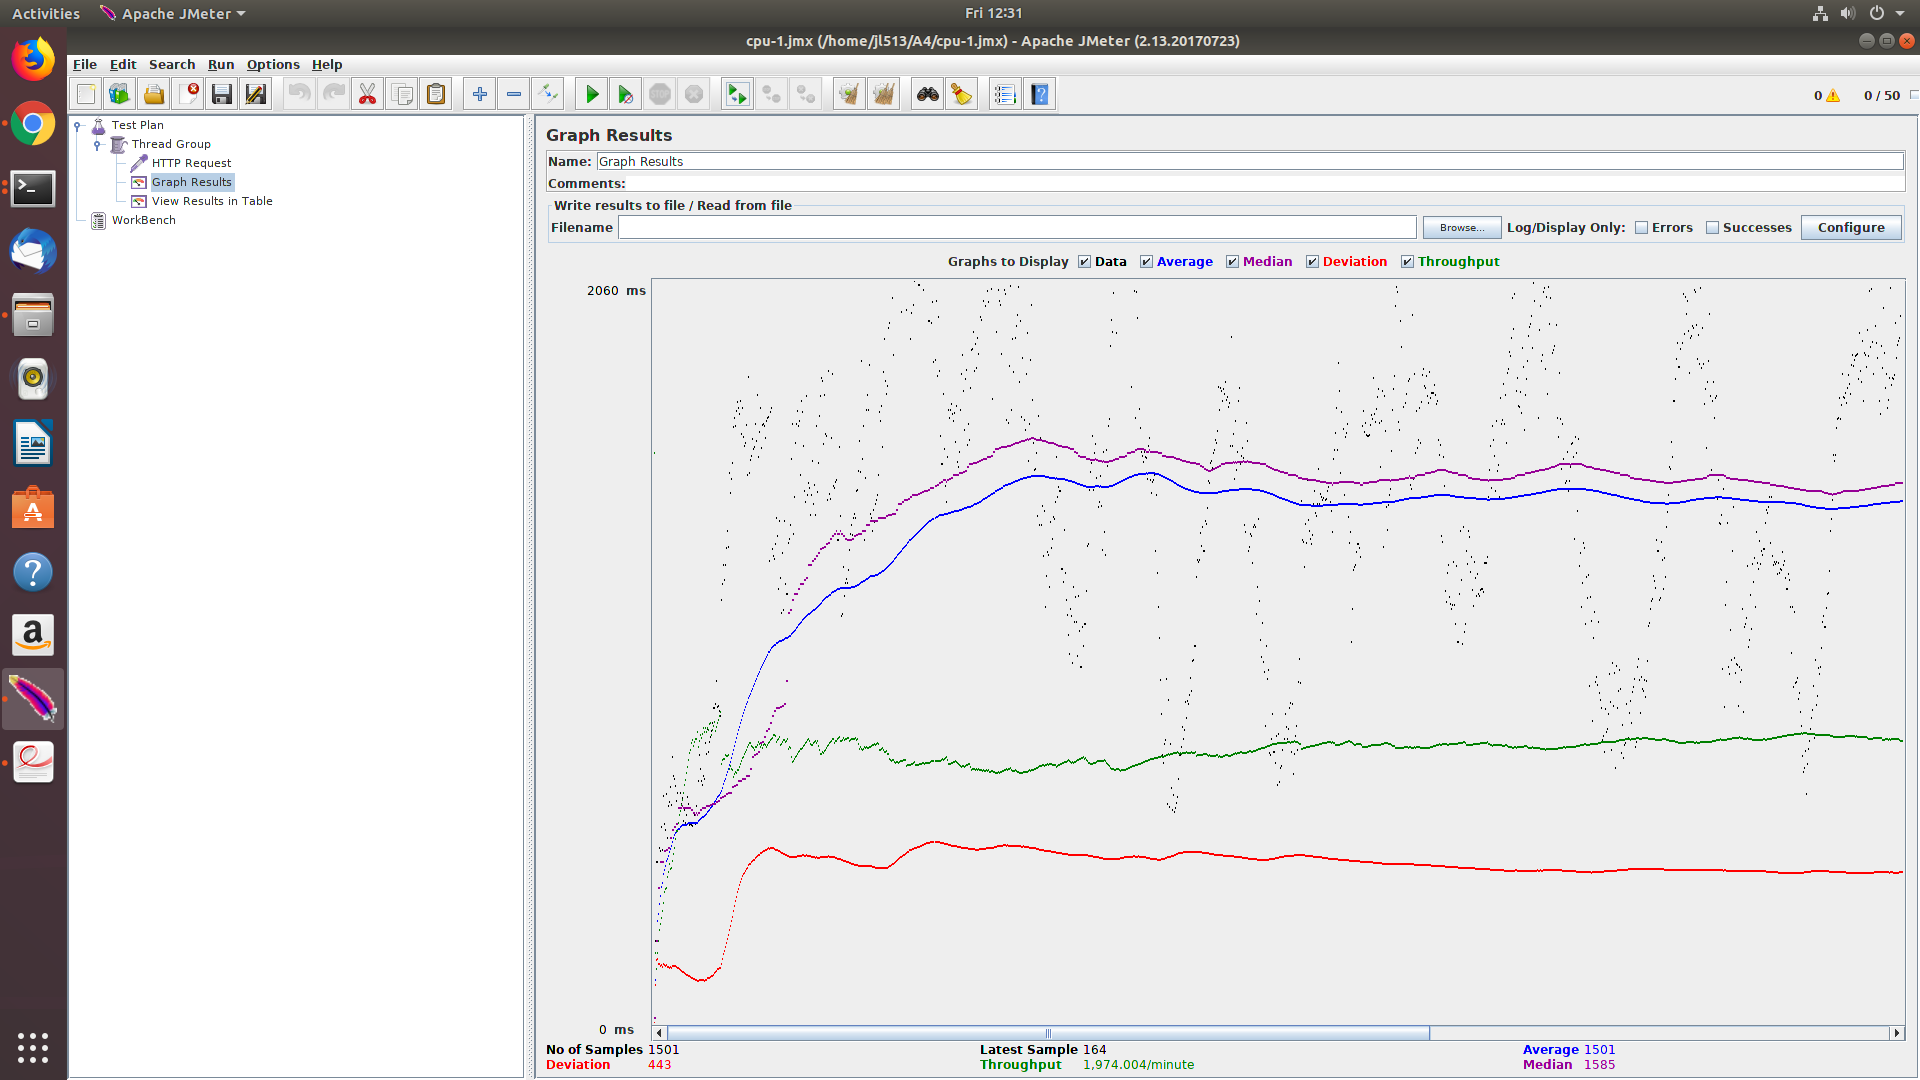 Activities Apache JMeter Fri 12:31
cpu-1.jmx (/home/jl513/A4/cpu-1.jmx) - Apache JMeter (2.13.20170723)
File Edit Search Run Options Help
0 0 / 50
Test Plan
Thread Group
HTTP Request
Graph Results
View Results in Table
WorkBench
Graph Results
Name: Graph Results
Comments:
Write results to file / Read from file
Filename Browse... Log/Display Only: Errors Successes Configure
Graphs to Display Data Average Median Deviation Throughput
2060 ms
0 ms
No of Samples 1501 Latest Sample 164 Average 1501
Deviation 443 Throughput 1,974.004/minute Median 1585